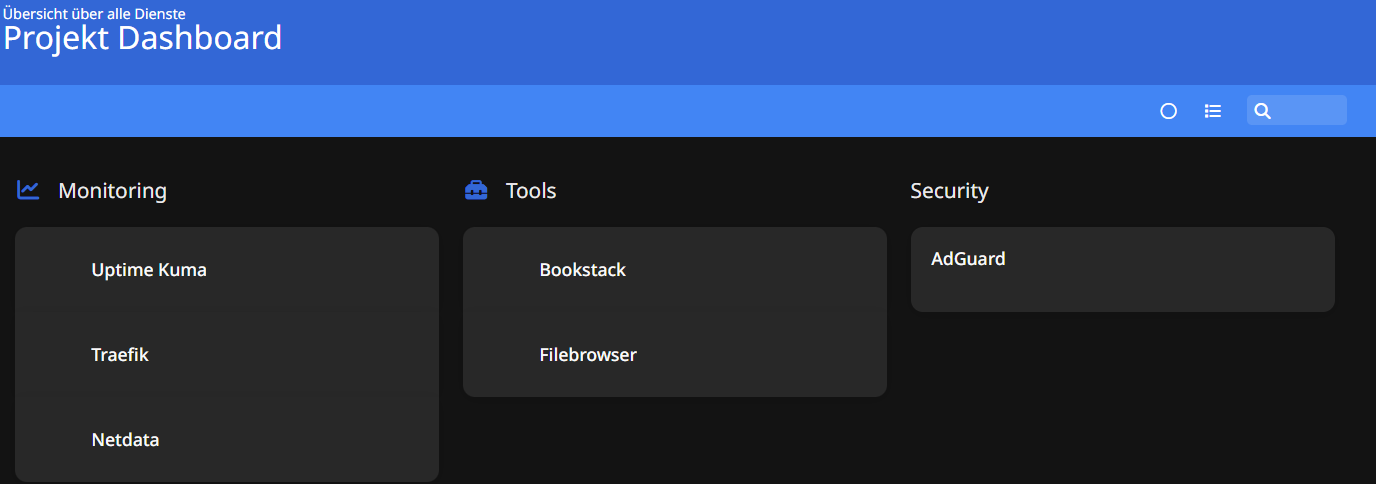 Übersicht über alle Dienste
Projekt Dashboard
Monitoring
Uptime Kuma
Traefik
Netdata
Tools
Bookstack
Filebrowser
Security
AdGuard